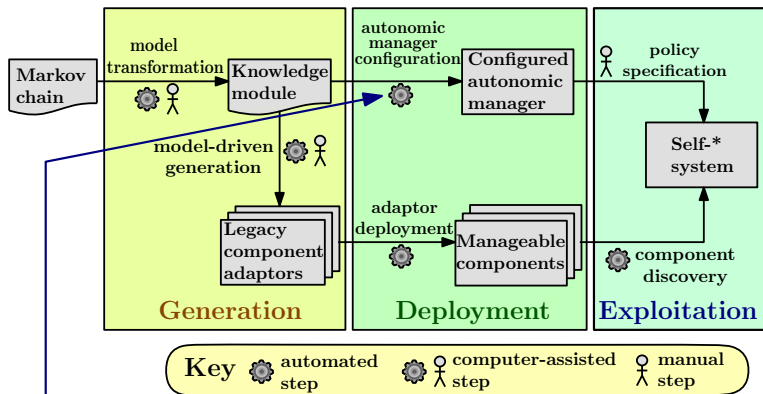 model
transformation
autonomic
manager
configuration
policy
specification
Markov
chain
Knowledge
module
Configured
autonomic
manager
Self-*
system
model-driven
generation
Legacy
component
adaptors
adaptor
deployment
Manageable
components
component
discovery
Generation
Deployment
Exploitation
Key
automated
step
computer-assisted
step
manual
step